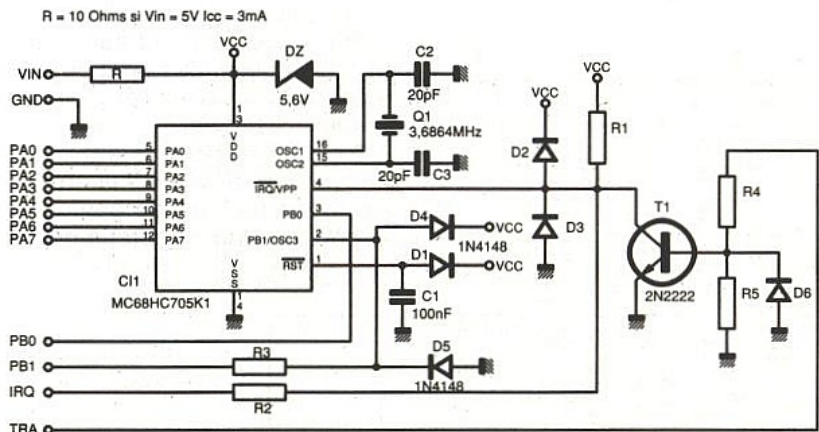 R = 10 Ohms si Vin = 5V Icc = 3mA
VCC
DZ
C2
VIN
R
5,6V
20pF
VCC
VCC
GND
Q1
3,6864MHz
R1
1
3
V
D
D
OSC1
16
OSC2
15
20pF
C3
D2
PA0
5
PA0
PA1
6
PA1
PA2
7
PA2
PA3
8
PA3
IRQ/VPP
4
PA4
9
PA4
PA5
10
PA5
PB0
3
PA6
11
PA6
PA7
12
PA7
PB1/OSC3
2
D4
VCC
1N4148
D3
T1
R4
RST
1
D1
VCC
V
S
S
1
4
CI1
MC68HC705K1
C1
100nF
2N2222
R5
D6
PB0
PB1
R3
D5
1N4148
IRQ
R2
TRA